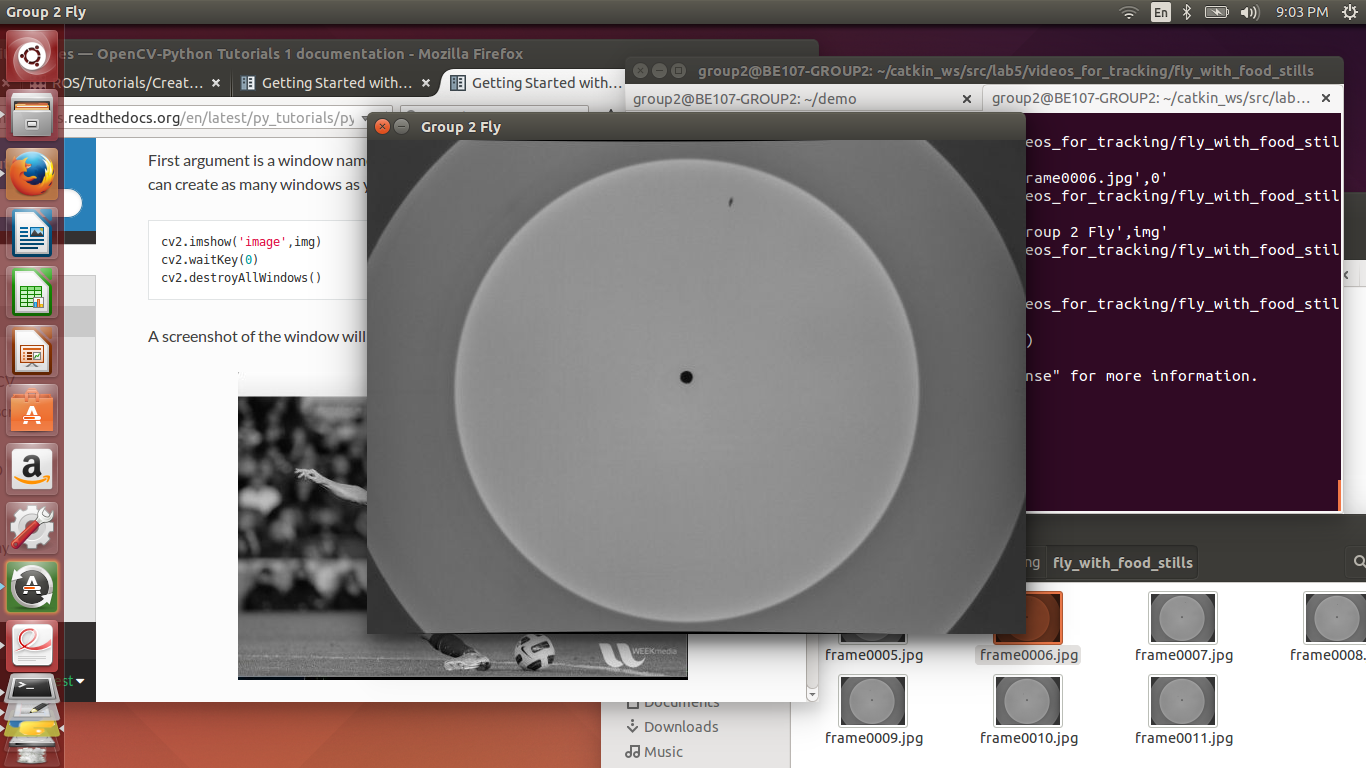 Group 2 Fly
En
9:03 PM
es — OpenCV-Python Tutorials 1 documentation - Mozilla Firefox
OS/Tutorials/Creat… ×
Getting Started with… ×
Getting Started with…
s.readthedocs.org/en/latest/py_tutorials/py
group2@BE107-GROUP2: ~/catkin_ws/src/lab5/videos_for_tracking/fly_with_food_stills
group2@BE107-GROUP2: ~/demo ×
group2@BE107-GROUP2: ~/catkin_ws/src/lab… ×
Group 2 Fly
First argument is a window name
can create as many windows as y
cv2.imshow('image',img)
cv2.waitKey(0)
cv2.destroyAllWindows()
A screenshot of the window will
WEEKmedia
eos_for_tracking/fly_with_food_stil
rame0006.jpg',0'
eos_for_tracking/fly_with_food_stil
roup 2 Fly',img'
eos_for_tracking/fly_with_food_stil
eos_for_tracking/fly_with_food_stil
)
nse" for more information.
ng
fly_with_food_stills
frame0005.jpg
frame0006.jpg
frame0007.jpg
frame0008.
frame0009.jpg
frame0010.jpg
frame0011.jpg
Documents
Downloads
Music
est